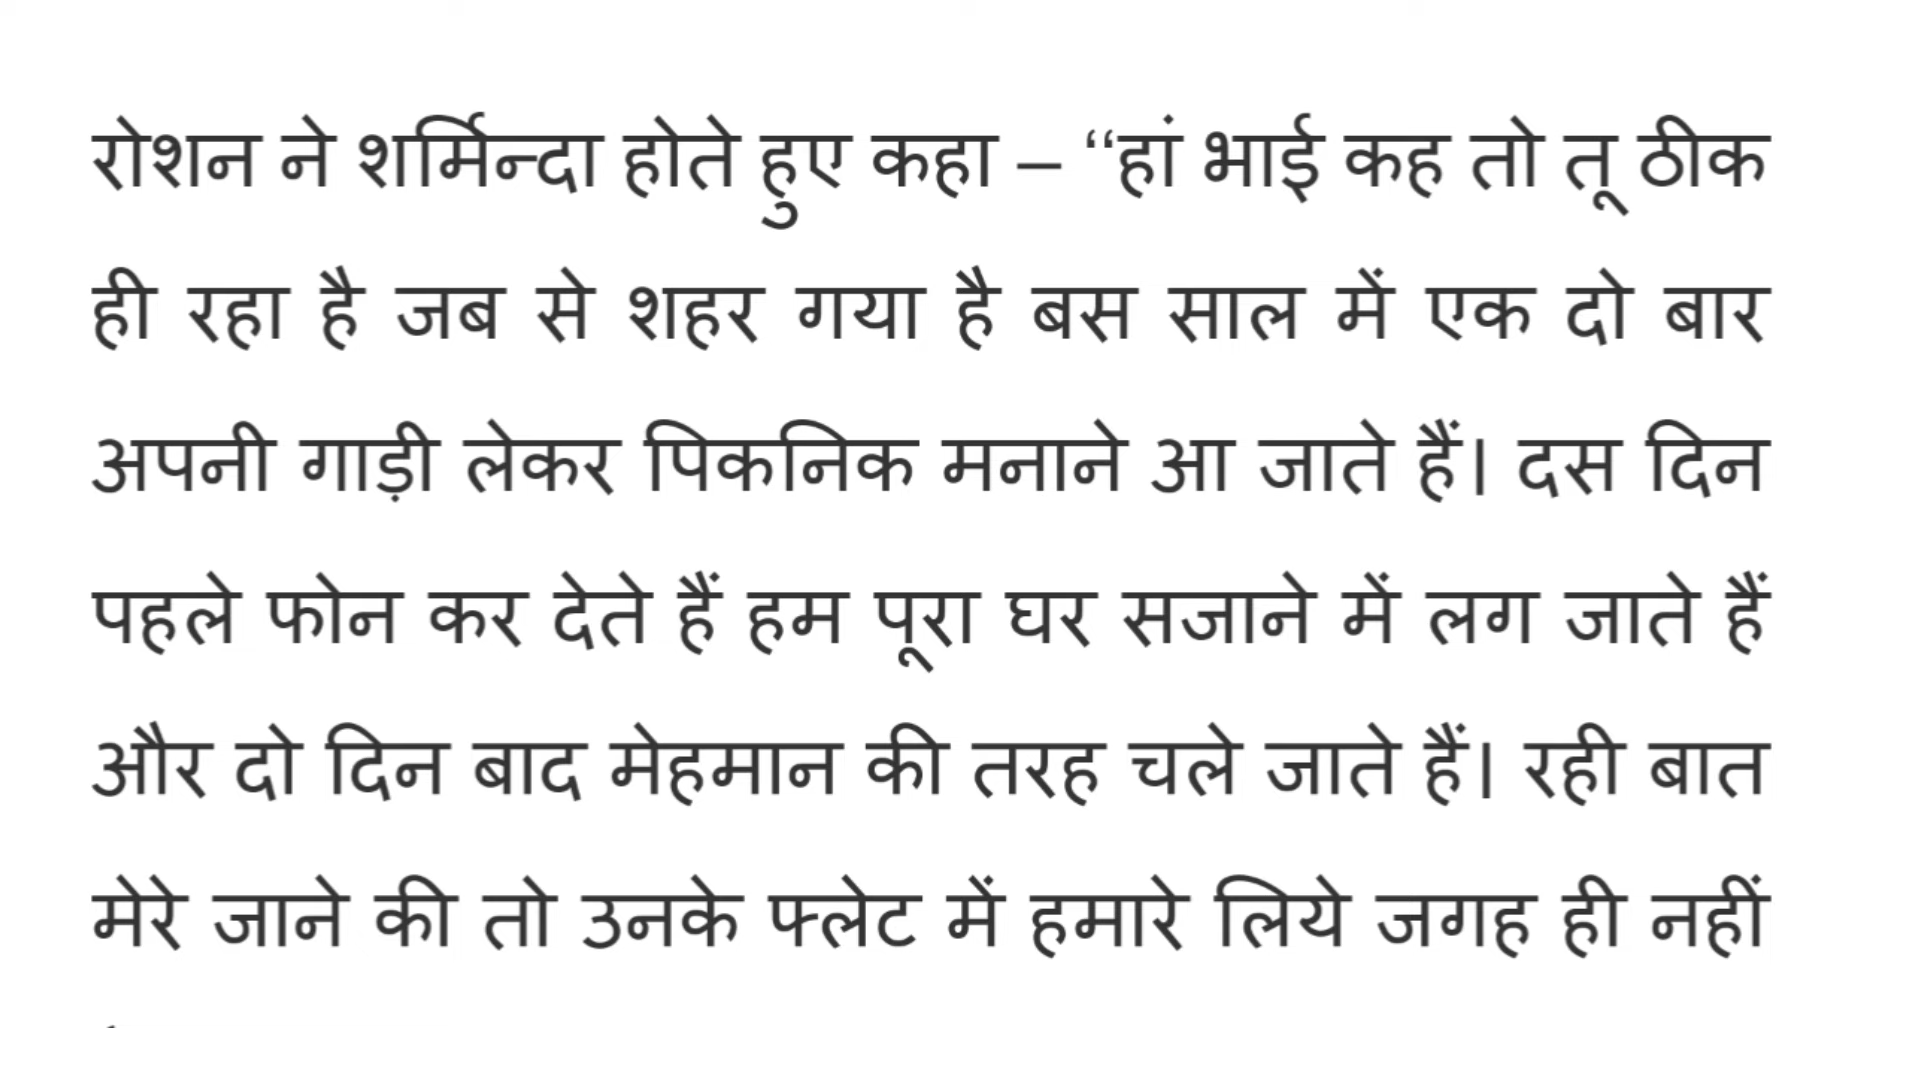 रोशन ने शर्मिन्दा होते हुए कहा – ‘‘हां भाई कह तो तू ठीक
ही रहा है जब से शहर गया है बस साल में एक दो बार
अपनी गाड़ी लेकर पिकनिक मनाने आ जाते हैं। दस दिन
पहले फोन कर देते हैं हम पूरा घर सजाने में लग जाते हैं
और दो दिन बाद मेहमान की तरह चले जाते हैं। रही बात
मेरे जाने की तो उनके फ्लेट में हमारे लिये जगह ही नहीं